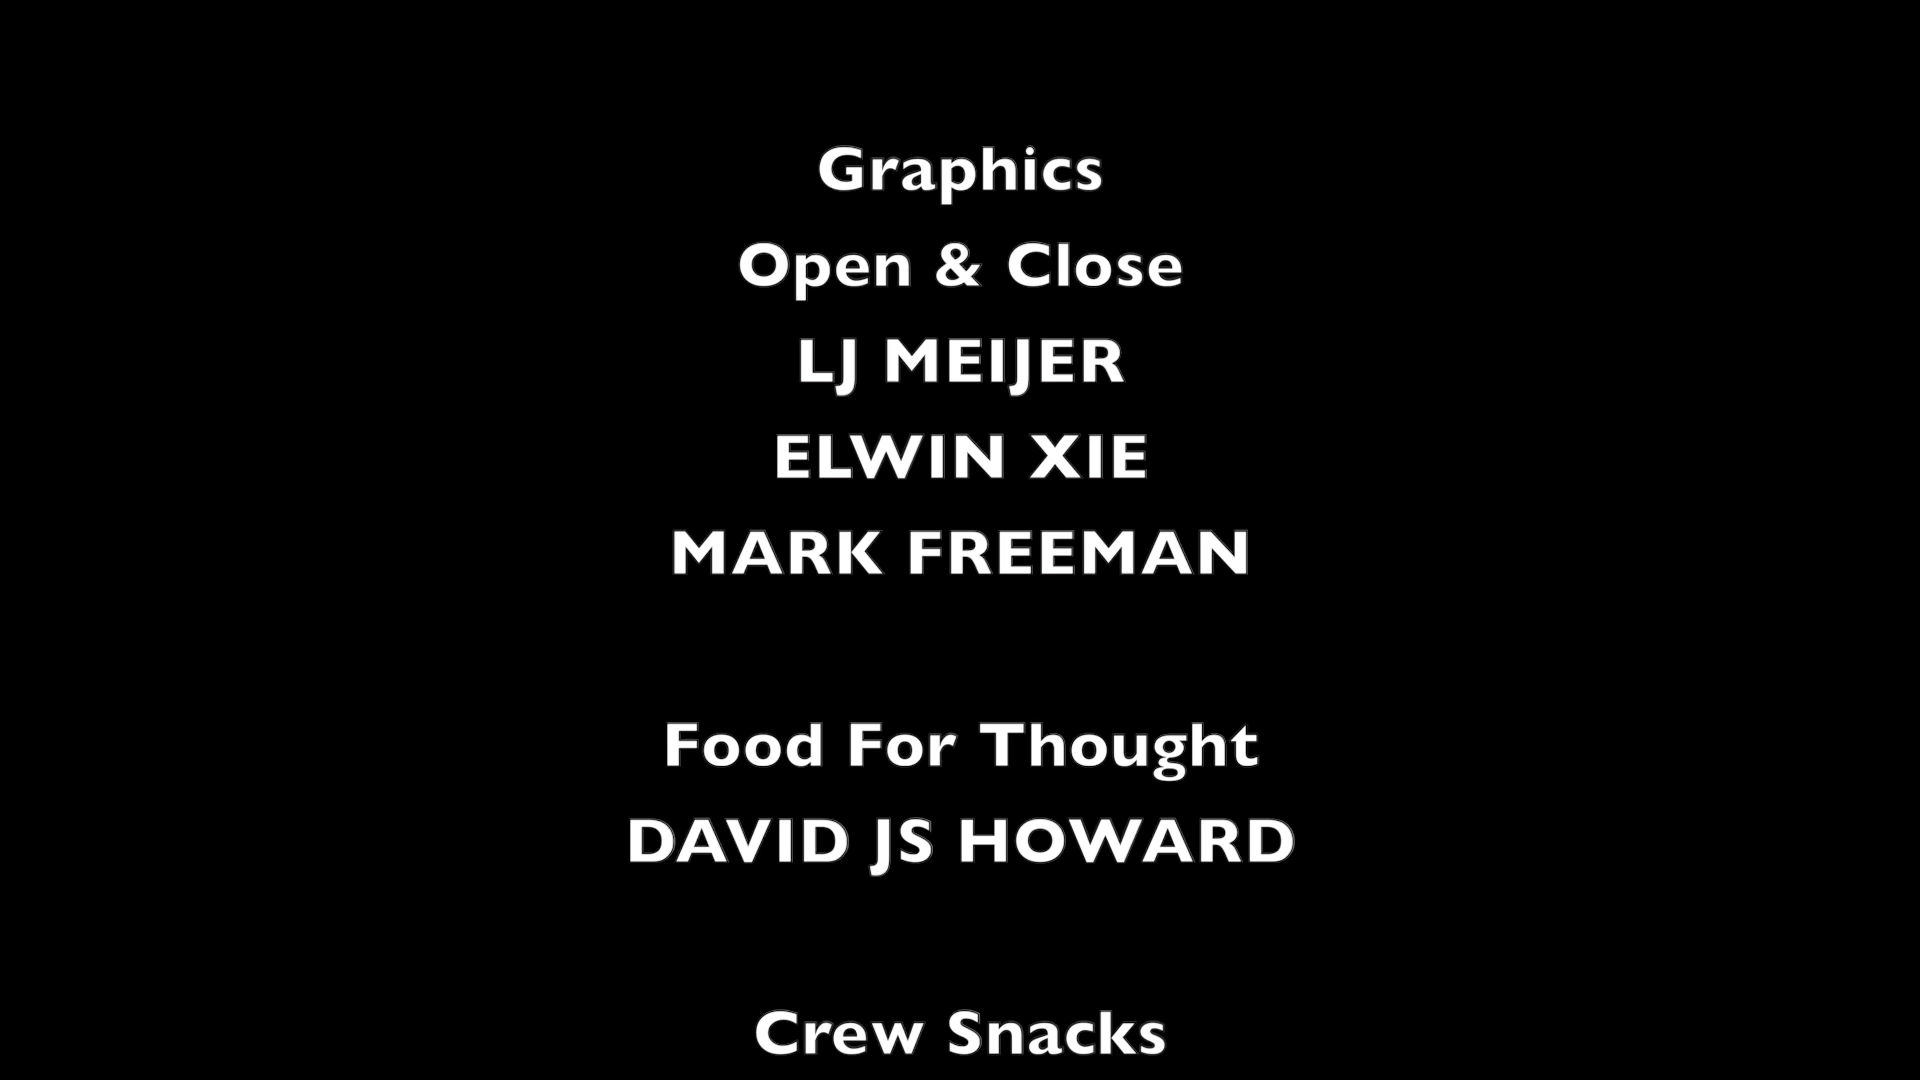 Graphics
Open & Close
LJ MEIJER
ELWIN XIE
MARK FREEMAN
Food For Thought
DAVID JS HOWARD
Crew Snacks